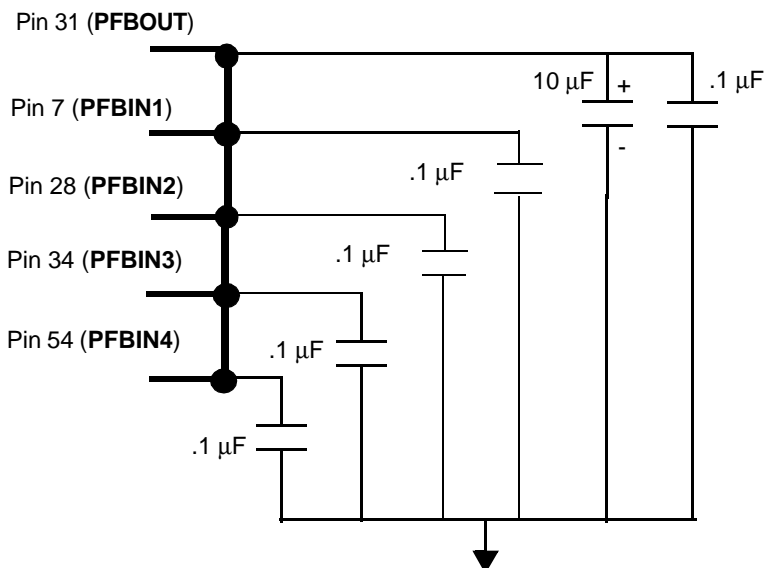 Pin 31 (PFBOUT)
10 µF + .1 µF
-
Pin 7 (PFBIN1)
.1 µF
Pin 28 (PFBIN2)
.1 µF
Pin 34 (PFBIN3)
.1 µF
Pin 54 (PFBIN4)
.1 µF